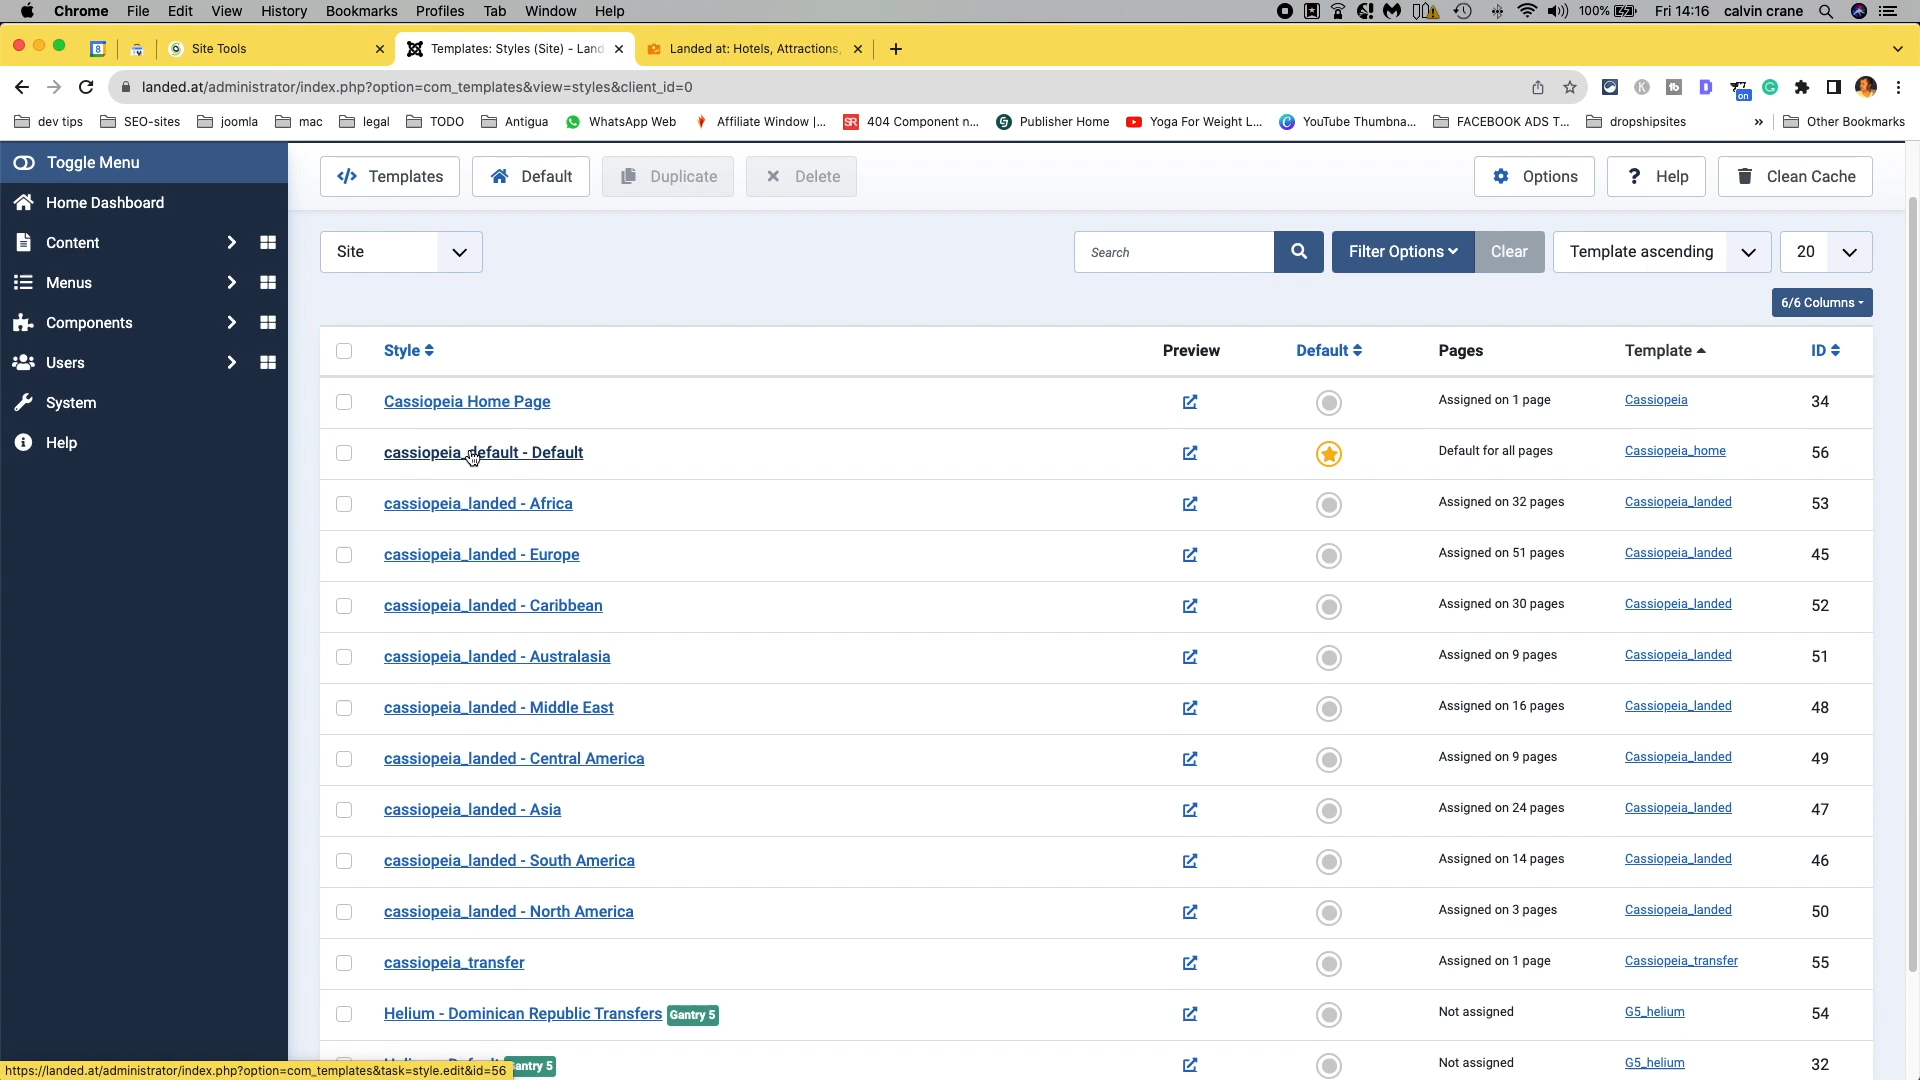 Chrome File Edit View History Bookmarks Profiles Tab Window Help 100% Fri 14:16 calvin crane
8 Site Tools Templates: Styles (Site) - Land Landed at: Hotels, Attractions,
landed.at/administrator/index.php?option=com_templates&view=styles&client_id=0 on
dev tips SEO-sites joomla mac legal TODO Antigua WhatsApp Web Affiliate Window |... SR 404 Component n... Publisher Home Yoga For Weight L... YouTube Thumbna... FACEBOOK ADS T... dropshipsites » Other Bookmarks
Toggle Menu
Home Dashboard
Content
Menus
Components
Users
System
Help
Templates Default Duplicate Delete Options ? Help Clean Cache
Site Search Filter Options Clear Template ascending 20
6/6 Columns
Style Preview Default Pages Template ID
Cassiopeia Home Page Assigned on 1 page Cassiopeia 34
cassiopeia_default - Default Default for all pages Cassiopeia_home 56
cassiopeia_landed - Africa Assigned on 32 pages Cassiopeia_landed 53
cassiopeia_landed - Europe Assigned on 51 pages Cassiopeia_landed 45
cassiopeia_landed - Caribbean Assigned on 30 pages Cassiopeia_landed 52
cassiopeia_landed - Australasia Assigned on 9 pages Cassiopeia_landed 51
cassiopeia_landed - Middle East Assigned on 16 pages Cassiopeia_landed 48
cassiopeia_landed - Central America Assigned on 9 pages Cassiopeia_landed 49
cassiopeia_landed - Asia Assigned on 24 pages Cassiopeia_landed 47
cassiopeia_landed - South America Assigned on 14 pages Cassiopeia_landed 46
cassiopeia_landed - North America Assigned on 3 pages Cassiopeia_landed 50
cassiopeia_transfer Assigned on 1 page Cassiopeia_transfer 55
Helium - Dominican Republic Transfers Gantry 5 Not assigned G5_helium 54
Not assigned G5_helium 32
https://landed.at/administrator/index.php?option=com_templates&task=style.edit&id=56